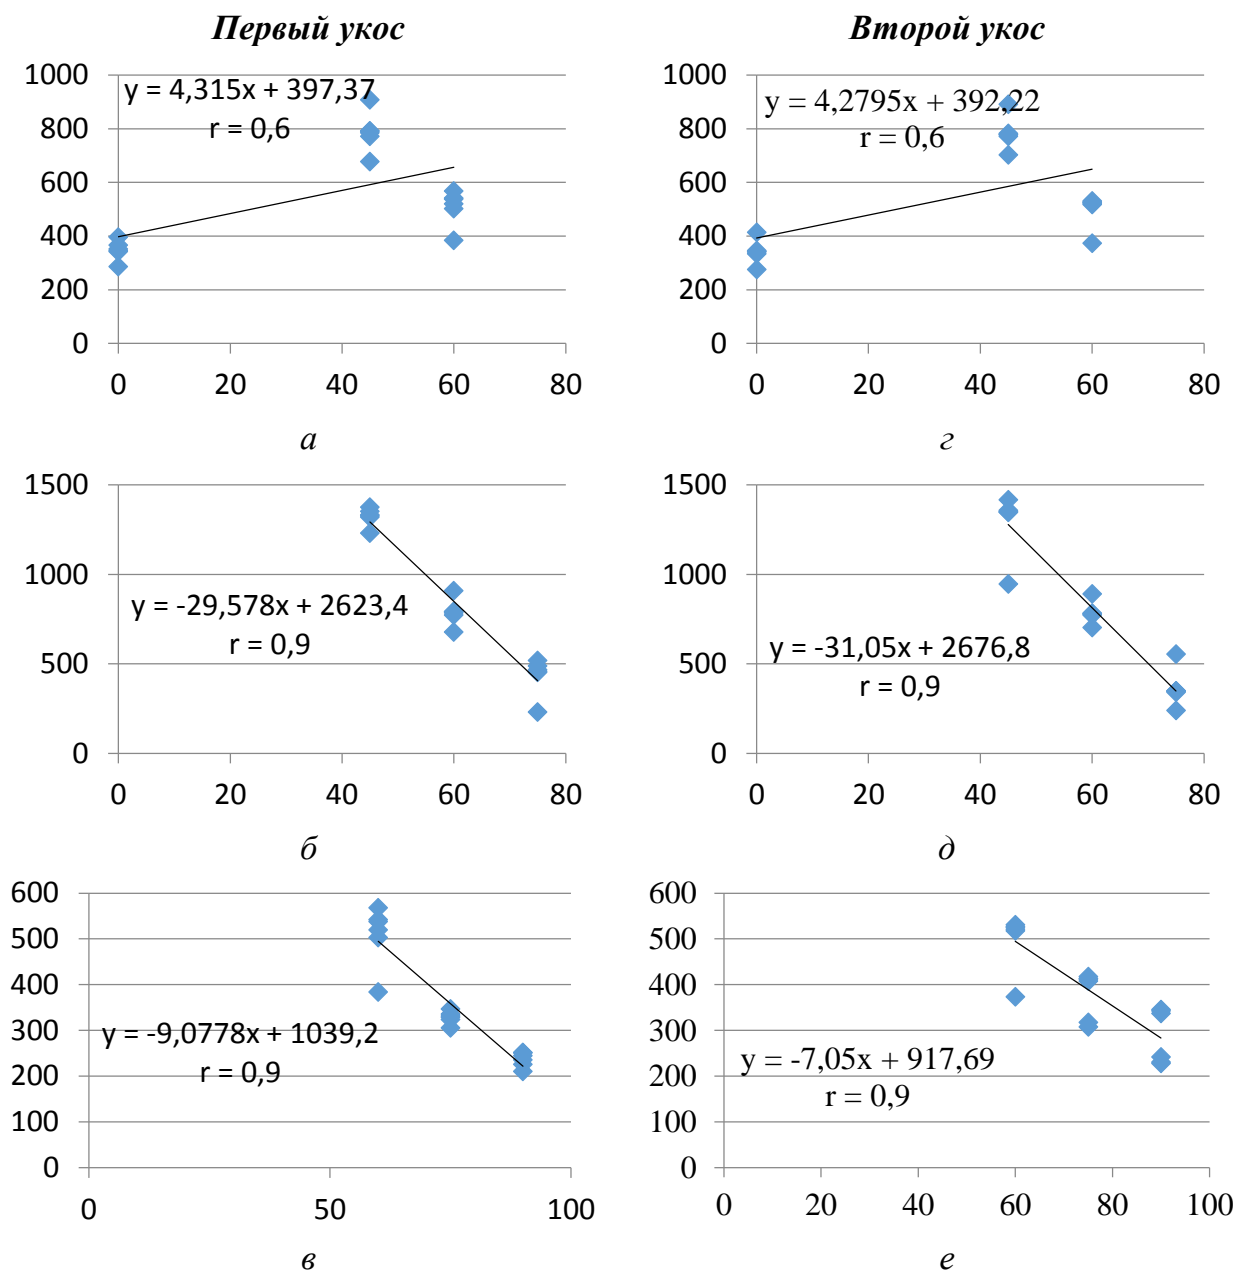 Первый укос
Второй укос
1000
800
600
400
200
0
0 20 40 60 80
y = 4,315x + 397,37
r = 0,6
а
1000
800
600
400
200
0
0 20 40 60 80
y = 4,2795x + 392,22
r = 0,6
г
1500
1000
500
0
0 20 40 60 80
y = -29,578x + 2623,4
r = 0,9
б
1500
1000
500
0
0 20 40 60 80
y = -31,05x + 2676,8
r = 0,9
д
600
500
400
300
200
100
0
0 50 100
y = -9,0778x + 1039,2
r = 0,9
в
600
500
400
300
200
100
0
0 20 40 60 80 100
y = -7,05x + 917,69
r = 0,9
е